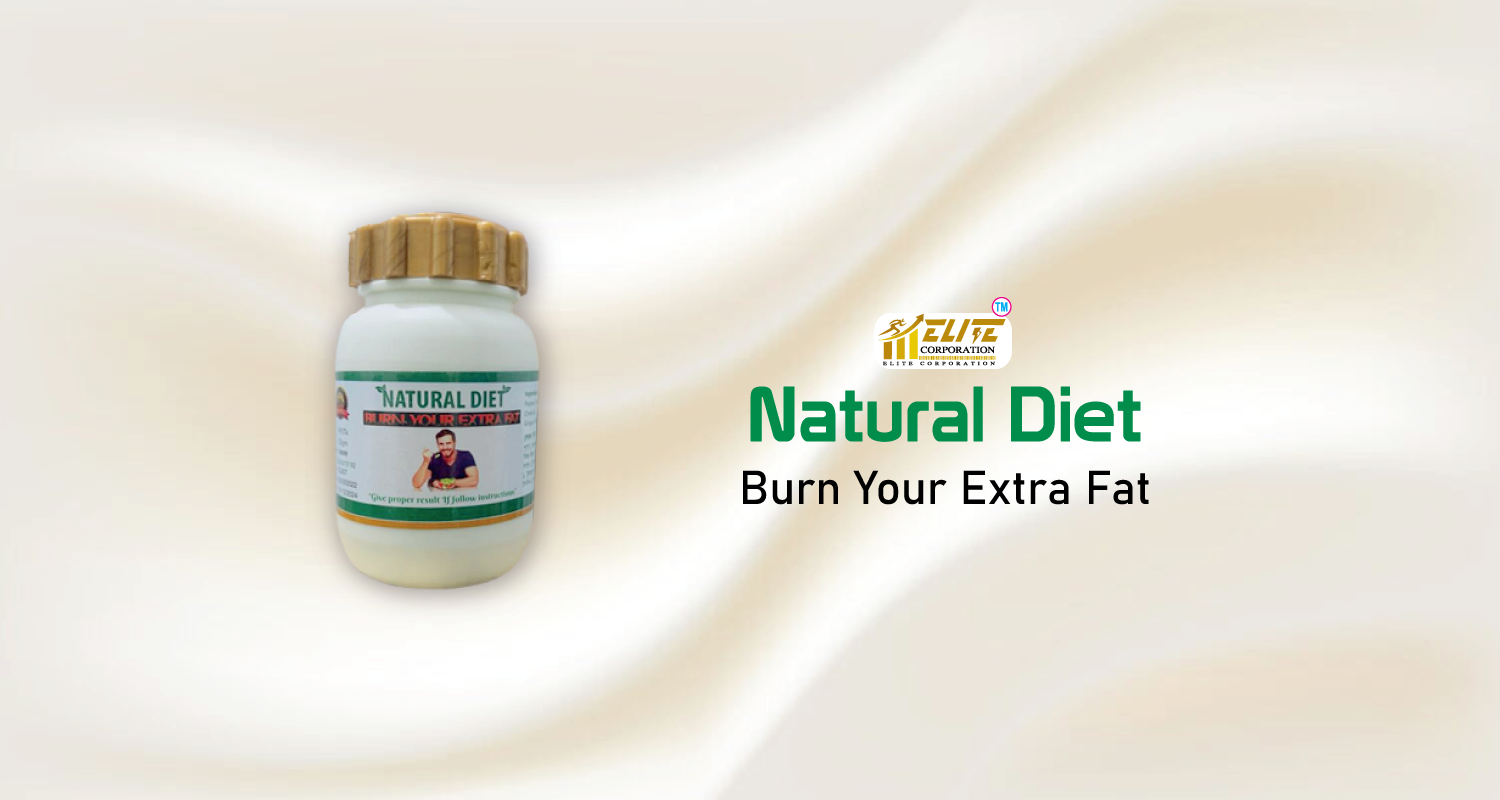 NATURAL DIET
BURN YOUR EXTRA FAT
"Give proper result If follow instructions"
TM
ELITE
CORPORATION
ELITE CORPORATION
Natural Diet
Burn Your Extra Fat